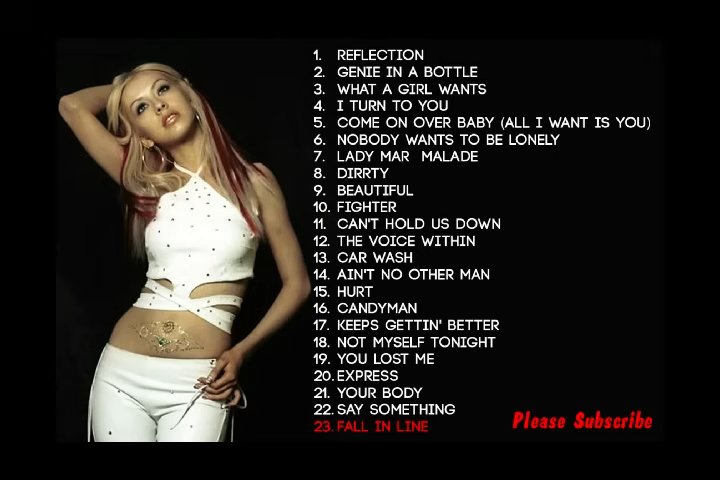 1. REFLECTION
2. GENIE IN A BOTTLE
3. WHAT A GIRL WANTS
4. I TURN TO YOU
5. COME ON OVER BABY (ALL I WANT IS YOU)
6. NOBODY WANTS TO BE LONELY
7. LADY MAR MALADE
8. DIRRTY
9. BEAUTIFUL
10. FIGHTER
11. CAN'T HOLD US DOWN
12. THE VOICE WITHIN
13. CAR WASH
14. AIN'T NO OTHER MAN
15. HURT
16. CANDYMAN
17. KEEPS GETTIN' BETTER
18. NOT MYSELF TONIGHT
19. YOU LOST ME
20. EXPRESS
21. YOUR BODY
22. SAY SOMETHING
23. FALL IN LINE
Please Subscribe